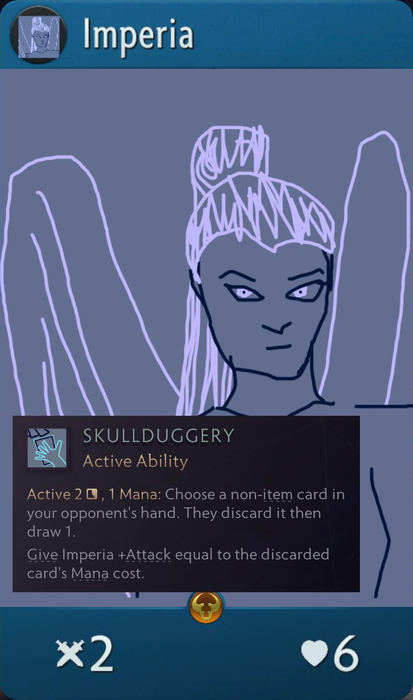 Imperia
SKULLDUGGERY
Active Ability
Active 2 , 1 Mana: Choose a non-item card in
your opponent's hand. They discard it then
draw 1.
Give Imperia +Attack equal to the discarded
card's Mana cost.
2
6